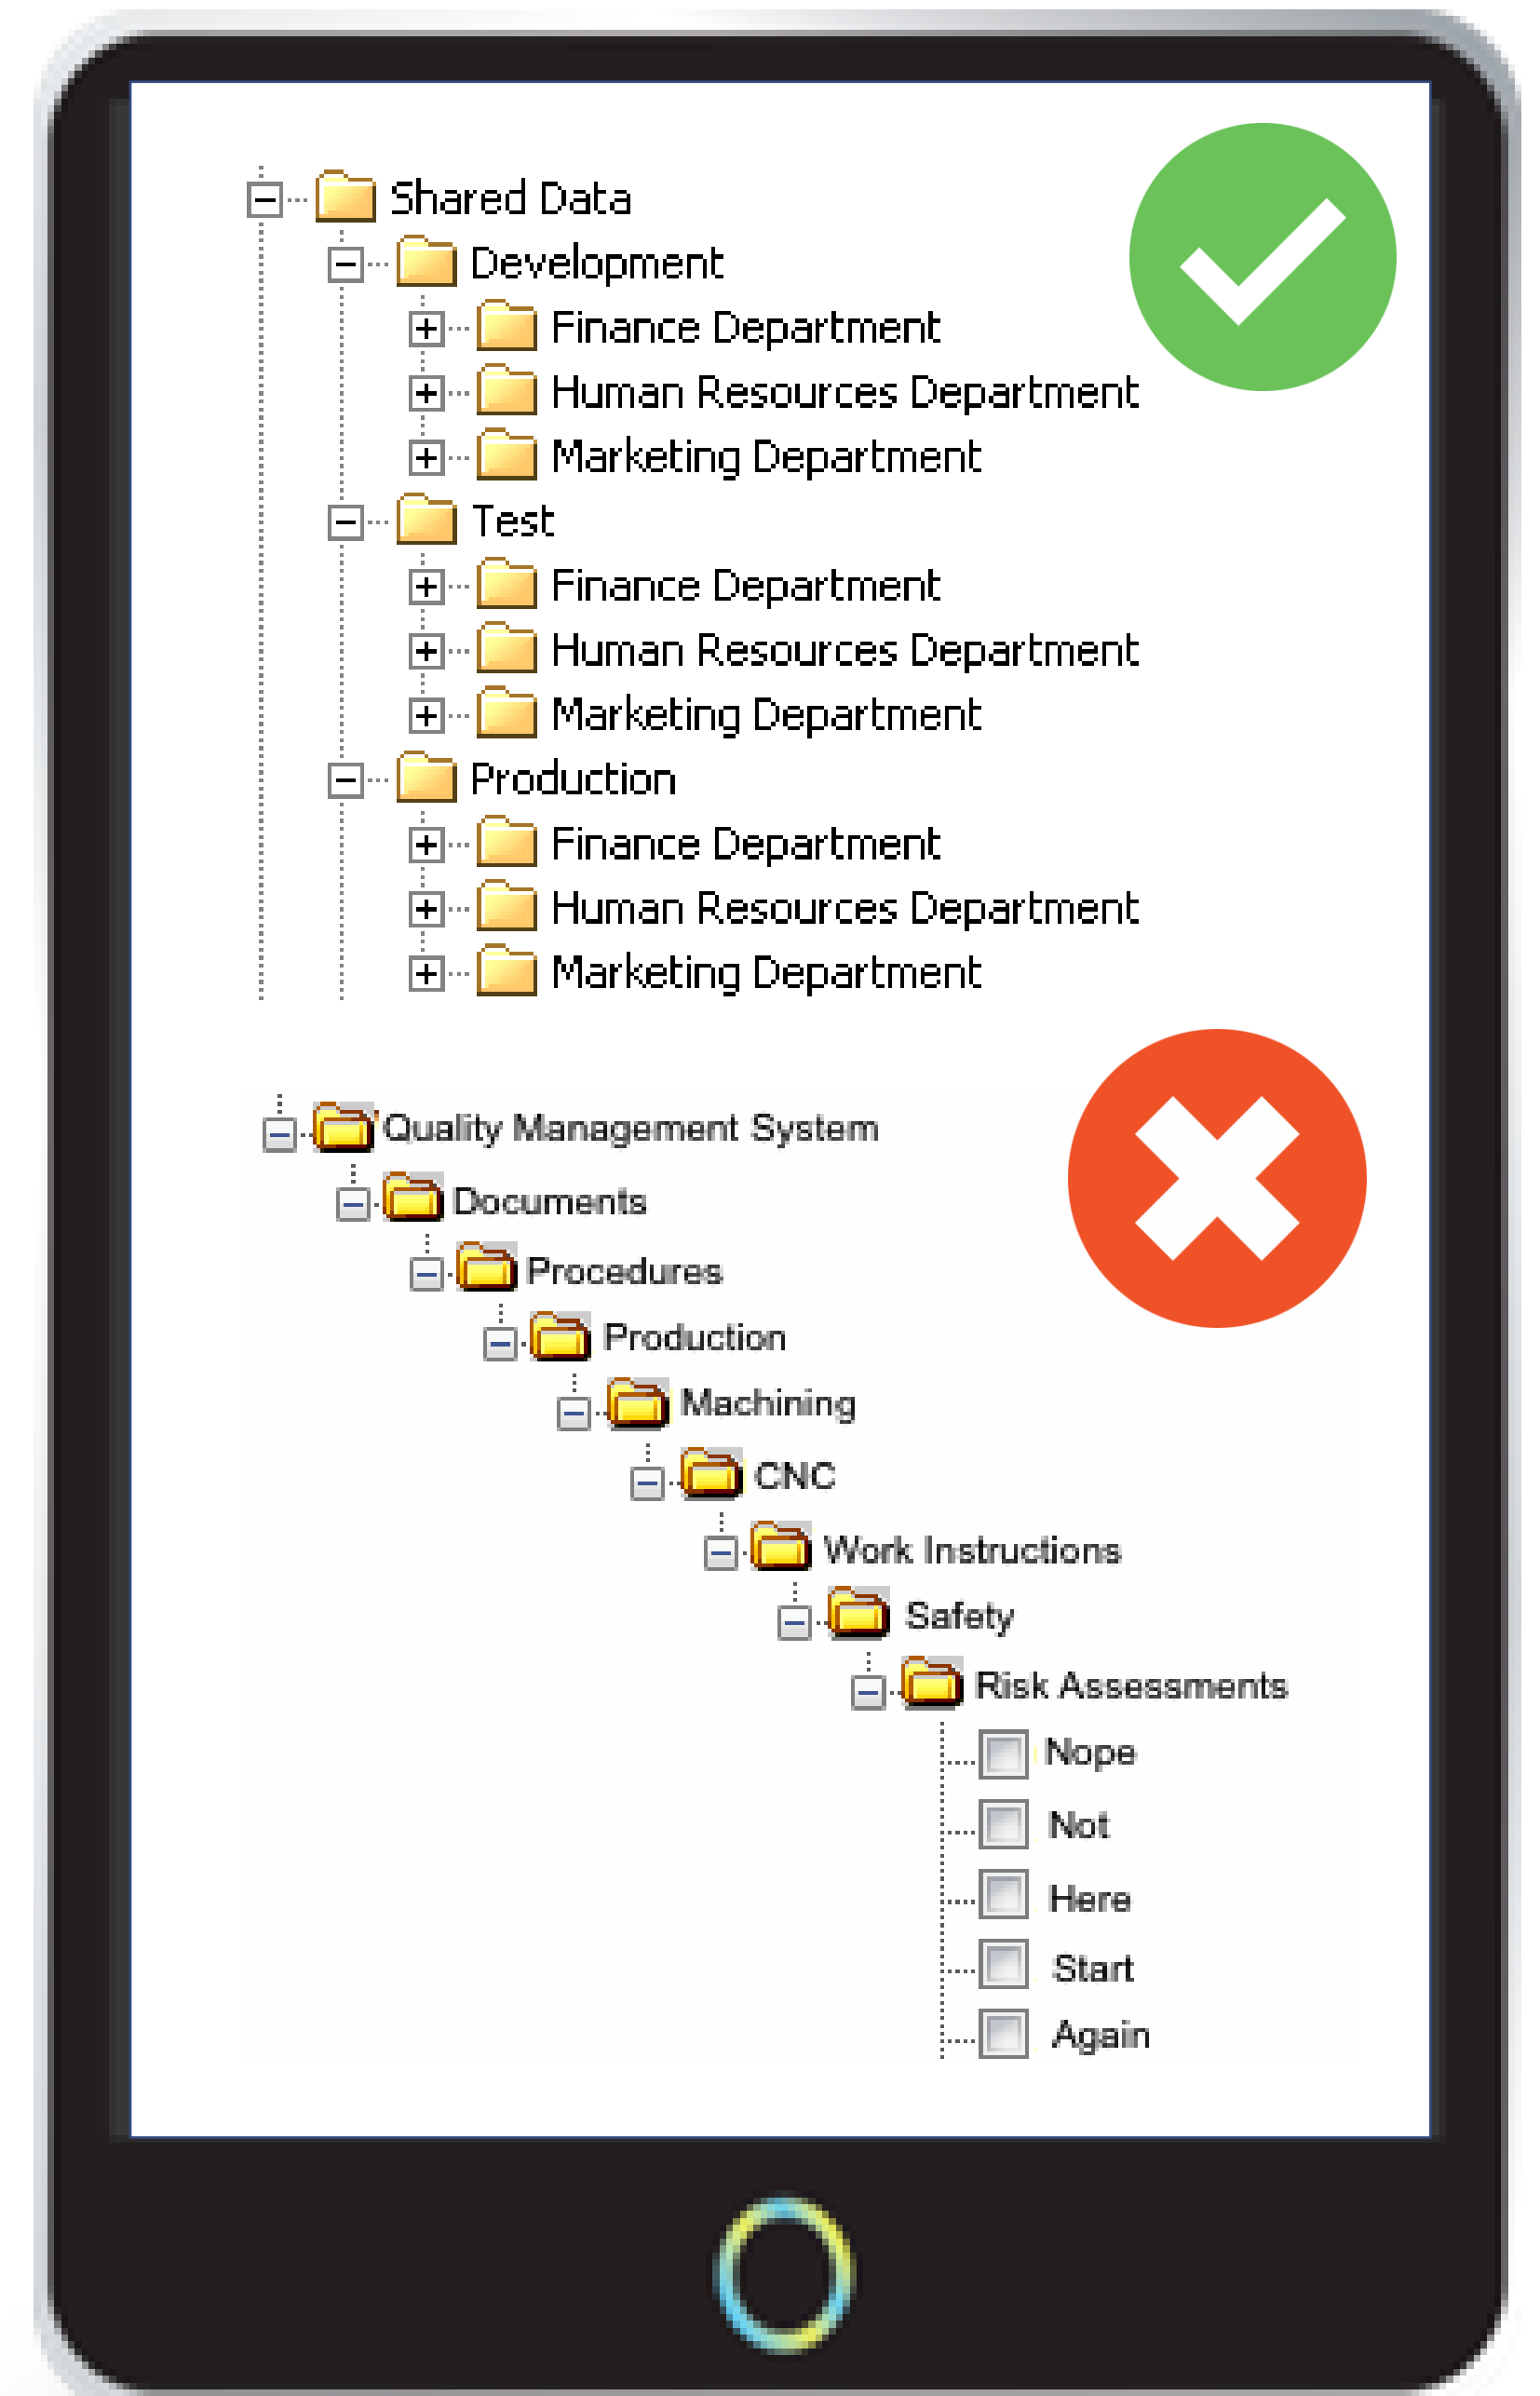 Shared Data
Development
Finance Department
Human Resources Department
Marketing Department
Test
Finance Department
Human Resources Department
Marketing Department
Production
Finance Department
Human Resources Department
Marketing Department
Quality Management System
Documents
Procedures
Production
Machining
CNC
Work Instructions
Safety
Risk Assessments
Nope
Not
Here
Start
Again